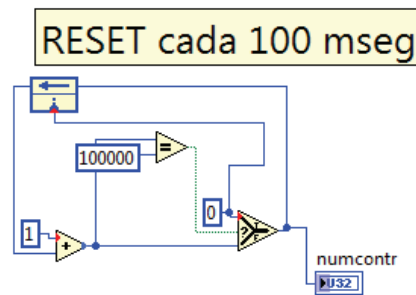 RESET cada 100 mseg
i
100000
=
0
?
T
F
1
+
numcontr
U32